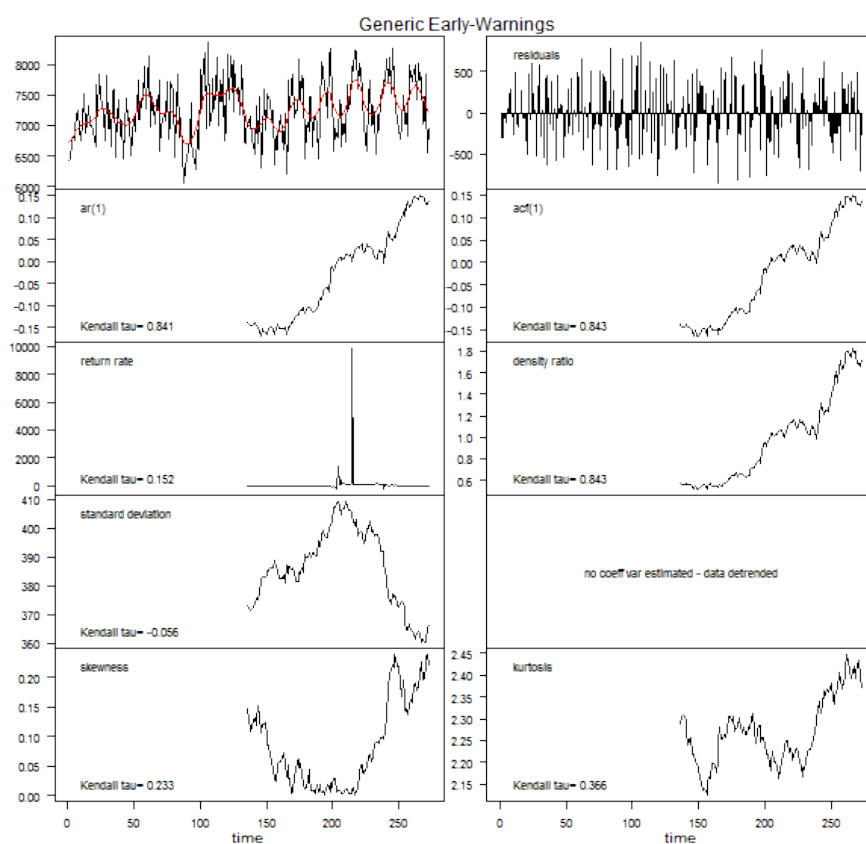 Generic Early-Warnings
8000
7500
7000
6500
6000
residuals
500
0
-500
ar(1)
0.15
0.10
0.05
0.00
-0.05
-0.10
-0.15
Kendall tau= 0.841
acf(1)
0.15
0.10
0.05
0.00
-0.05
-0.10
-0.15
Kendall tau= 0.843
return rate
10000
8000
6000
4000
2000
0
Kendall tau= 0.152
density ratio
1.8
1.6
1.4
1.2
1.0
0.8
0.6
Kendall tau= 0.843
standard deviation
410
400
390
380
370
360
Kendall tau= -0.056
no coeff var estimated - data detrended
skewness
0.20
0.15
0.10
0.05
0.00
Kendall tau= 0.233
kurtosis
2.45
2.40
2.35
2.30
2.25
2.20
2.15
Kendall tau= 0.366
0 50 100 150 200 250
time
0 50 100 150 200 250
time